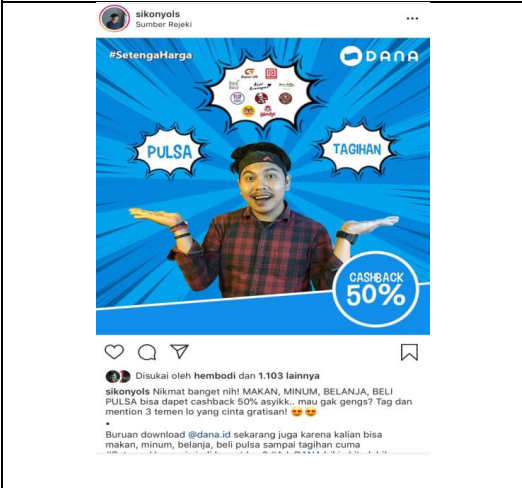 sikonyols
Sumber Rejeki
#SetengaHarga
DANA
PULSA
TAGIHAN
CASHBACK
50%
Disukai oleh hembodi dan 1.103 lainnya
sikonyols Nikmat banget nih! MAKAN, MINUM, BELANJA, BELI
PULSA bisa dapet cashback 50% asyikk.. mau gak gengs? Tag dan
mention 3 temen lo yang cinta gratisan! 😍 😍
•
Buruan download @dana.id sekarang juga karena kalian bisa
makan, minum, belanja, beli pulsa sampai tagihan cuma